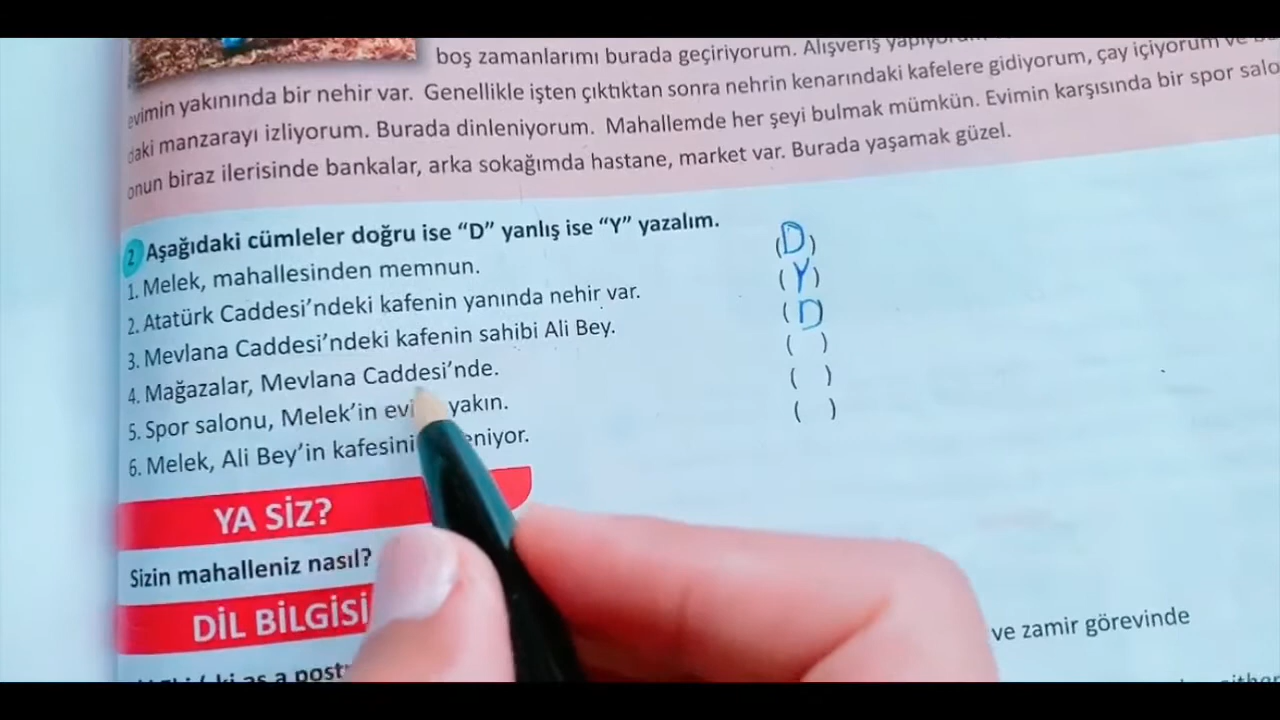 boş zamanlarımı burada geçiriyorum. Alışveriş
evimin yakınında bir nehir var. Genellikle işten çıktıktan sonra nehrin kenarındaki kafelere gidiyorum, çay içiyorum ve
daki manzarayı izliyorum. Burada dinleniyorum. Mahallemde her şeyi bulmak mümkün. Evimin karşısında bir spor salo
onun biraz ilerisinde bankalar, arka sokağımda hastane, market var. Burada yaşamak güzel.
2 Aşağıdaki cümleler doğru ise “D” yanlış ise “Y” yazalım.
1. Melek, mahallesinden memnun. (D)
2. Atatürk Caddesi’ndeki kafenin yanında nehir var. (Y)
3. Mevlana Caddesi’ndeki kafenin sahibi Ali Bey. (D
4. Mağazalar, Mevlana Caddesi’nde. ( )
5. Spor salonu, Melek’in evi yakın. ( )
6. Melek, Ali Bey’in kafesini eniyor. ( )
YA SİZ?
Sizin mahalleniz nasıl?
DİL BİLGİSİ
ve zamir görevinde